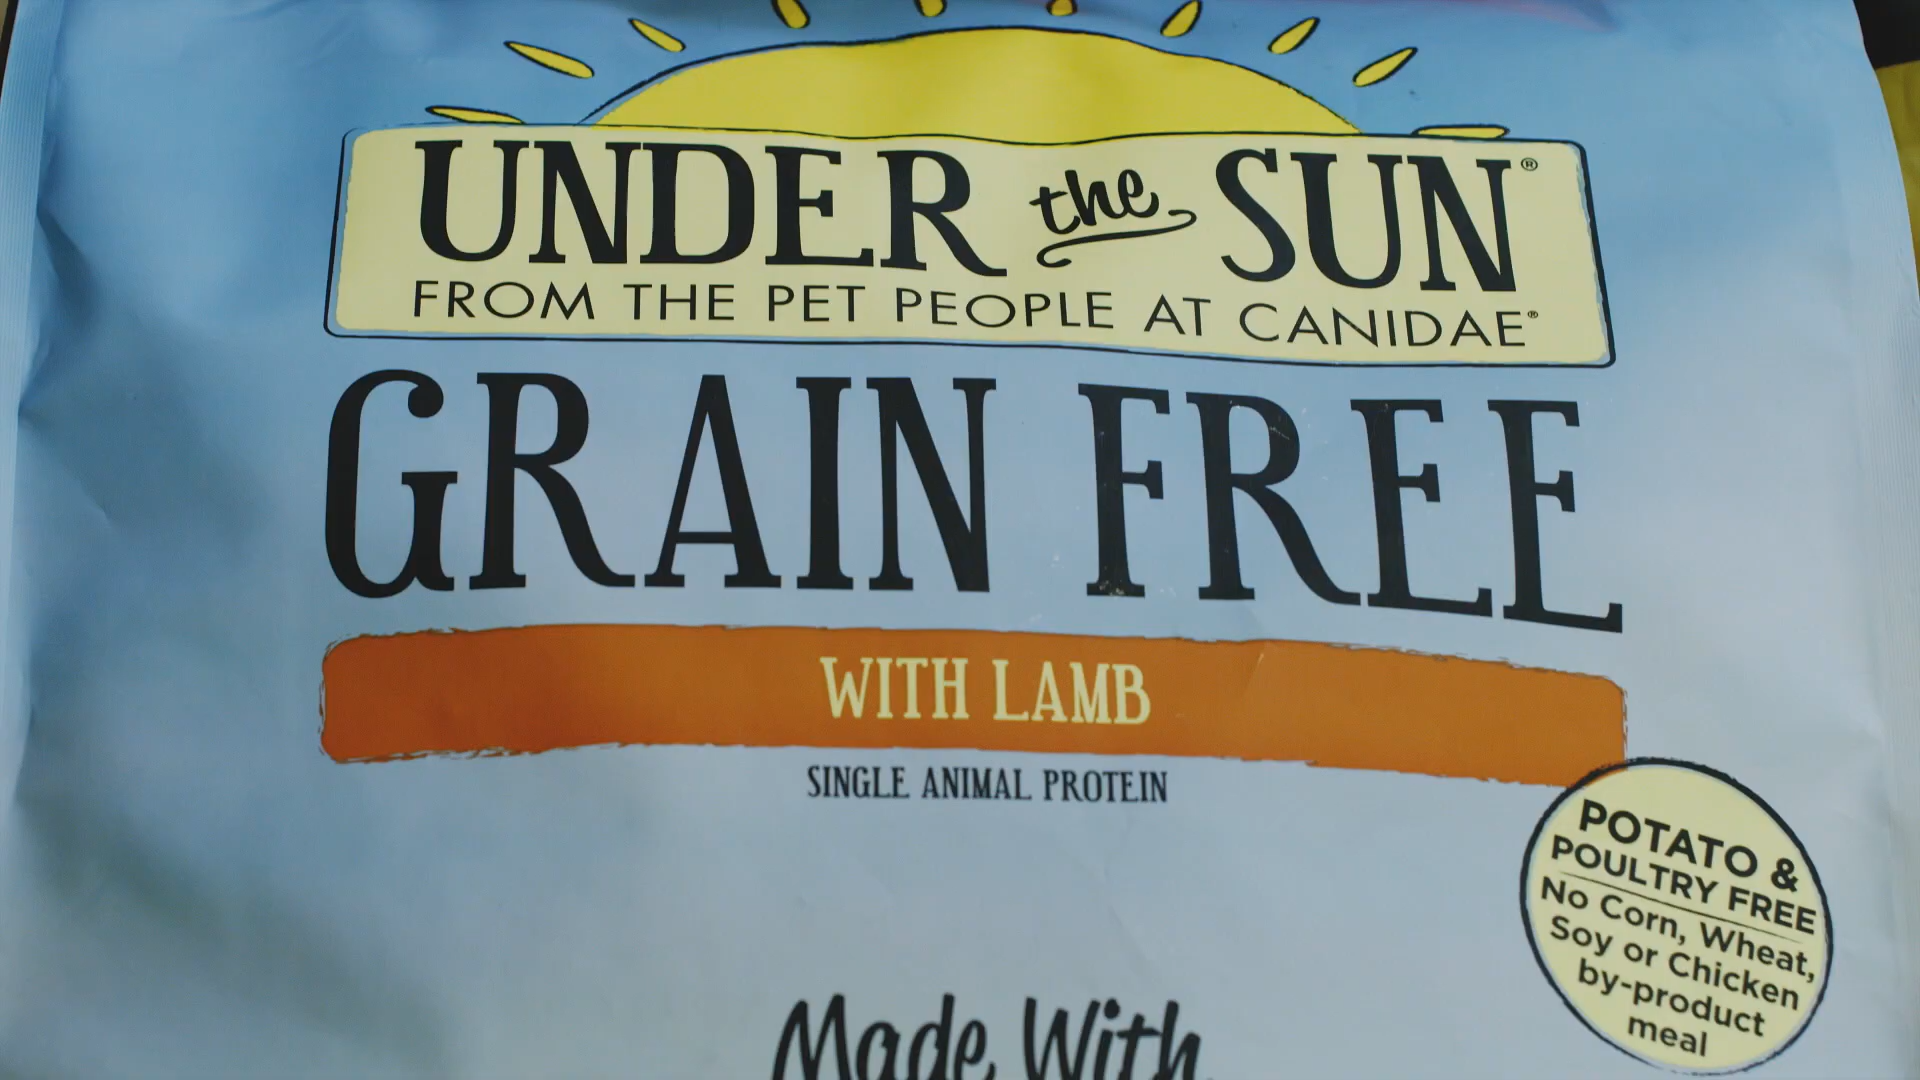 UNDER the SUN®
FROM THE PET PEOPLE AT CANIDAE®
GRAIN FREE
WITH LAMB
SINGLE ANIMAL PROTEIN
POTATO &
POULTRY FREE
No Corn, Wheat,
Soy or Chicken
by-product
meal
Made With